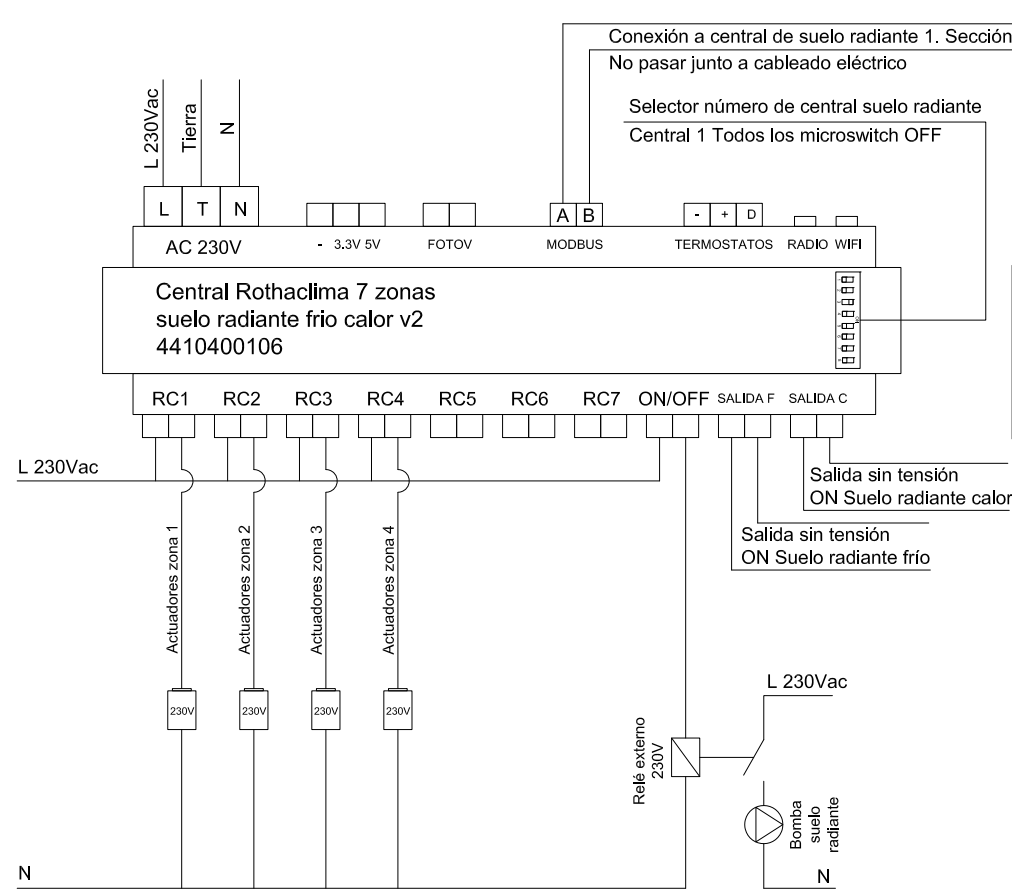 Conexión a central de suelo radiante 1. Sección
No pasar junto a cableado eléctrico
Selector número de central suelo radiante
Central 1 Todos los microswitch OFF
L 230Vac
Tierra
N
L T N
A B
- + D
AC 230V
- 3.3V 5V
FOTOV
MODBUS
TERMOSTATOS
RADIO WIFI
Central Rothaclima 7 zonas
suelo radiante frio calor v2
4410400106
RC1 RC2 RC3 RC4 RC5 RC6 RC7 ON/OFF SALIDA F SALIDA C
L 230Vac
Salida sin tensión
ON Suelo radiante calor
Salida sin tensión
ON Suelo radiante frío
Actuadores zona 1
Actuadores zona 2
Actuadores zona 3
Actuadores zona 4
230V
230V
230V
230V
L 230Vac
Relé externo
230V
Bomba
suelo
radiante
N
N